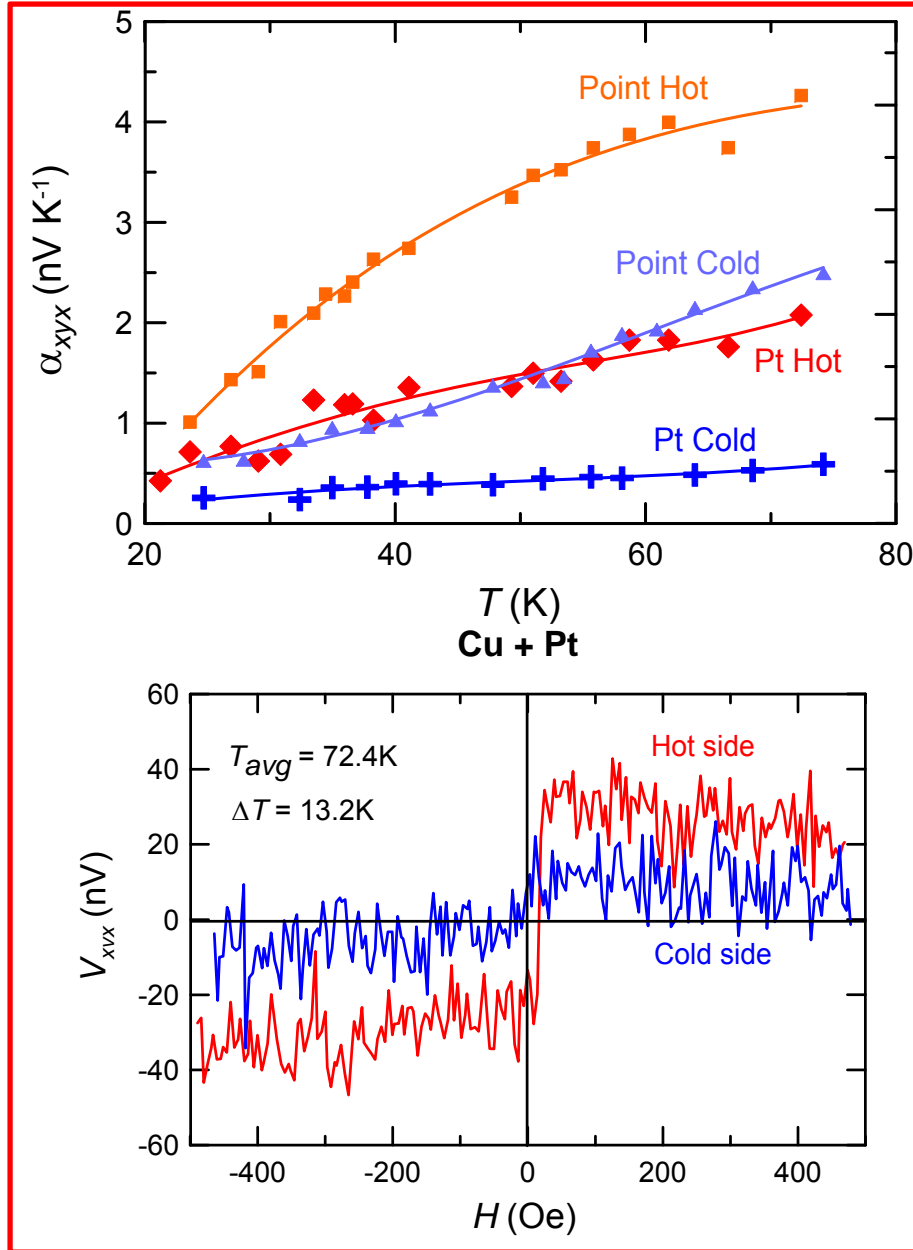 5
4
3
2
1
0
αxyx (nV K-1)
Point Hot
Point Cold
Pt Hot
Pt Cold
20
40
60
80
T (K)
Cu + Pt
60
40
20
0
-20
-40
-60
Vxyx (nV)
Tavg = 72.4K
ΔT = 13.2K
Hot side
Cold side
-400
-200
0
200
400
H (Oe)